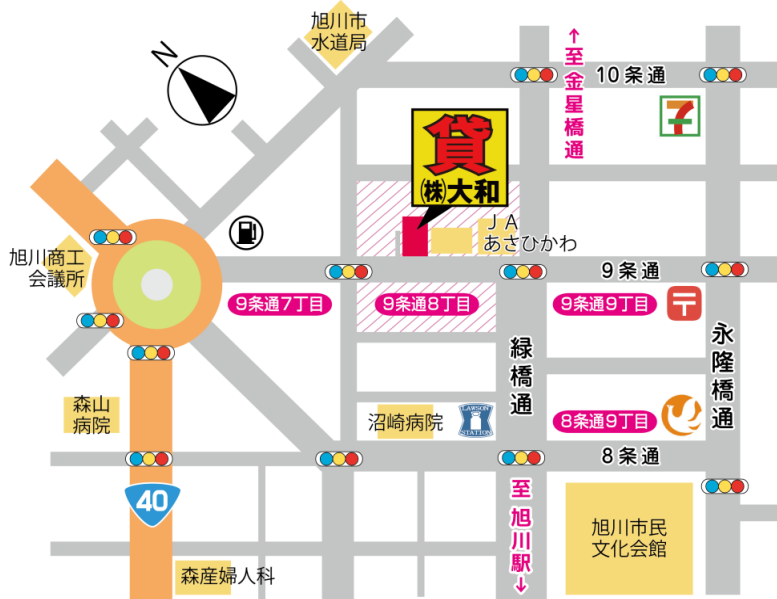 旭川市
水道局
N
↑至金星橋通
10条通
7
貸
㈱大和
JA
あさひかわ
旭川商工
会議所
9条通
9条通7丁目
9条通8丁目
9条通9丁目
〒
緑橋通
永隆橋通
森山
病院
沼崎病院
LAWSON
STATION
8条通9丁目
8条通
40
至 旭川駅↓
旭川市民
文化会館
森産婦人科